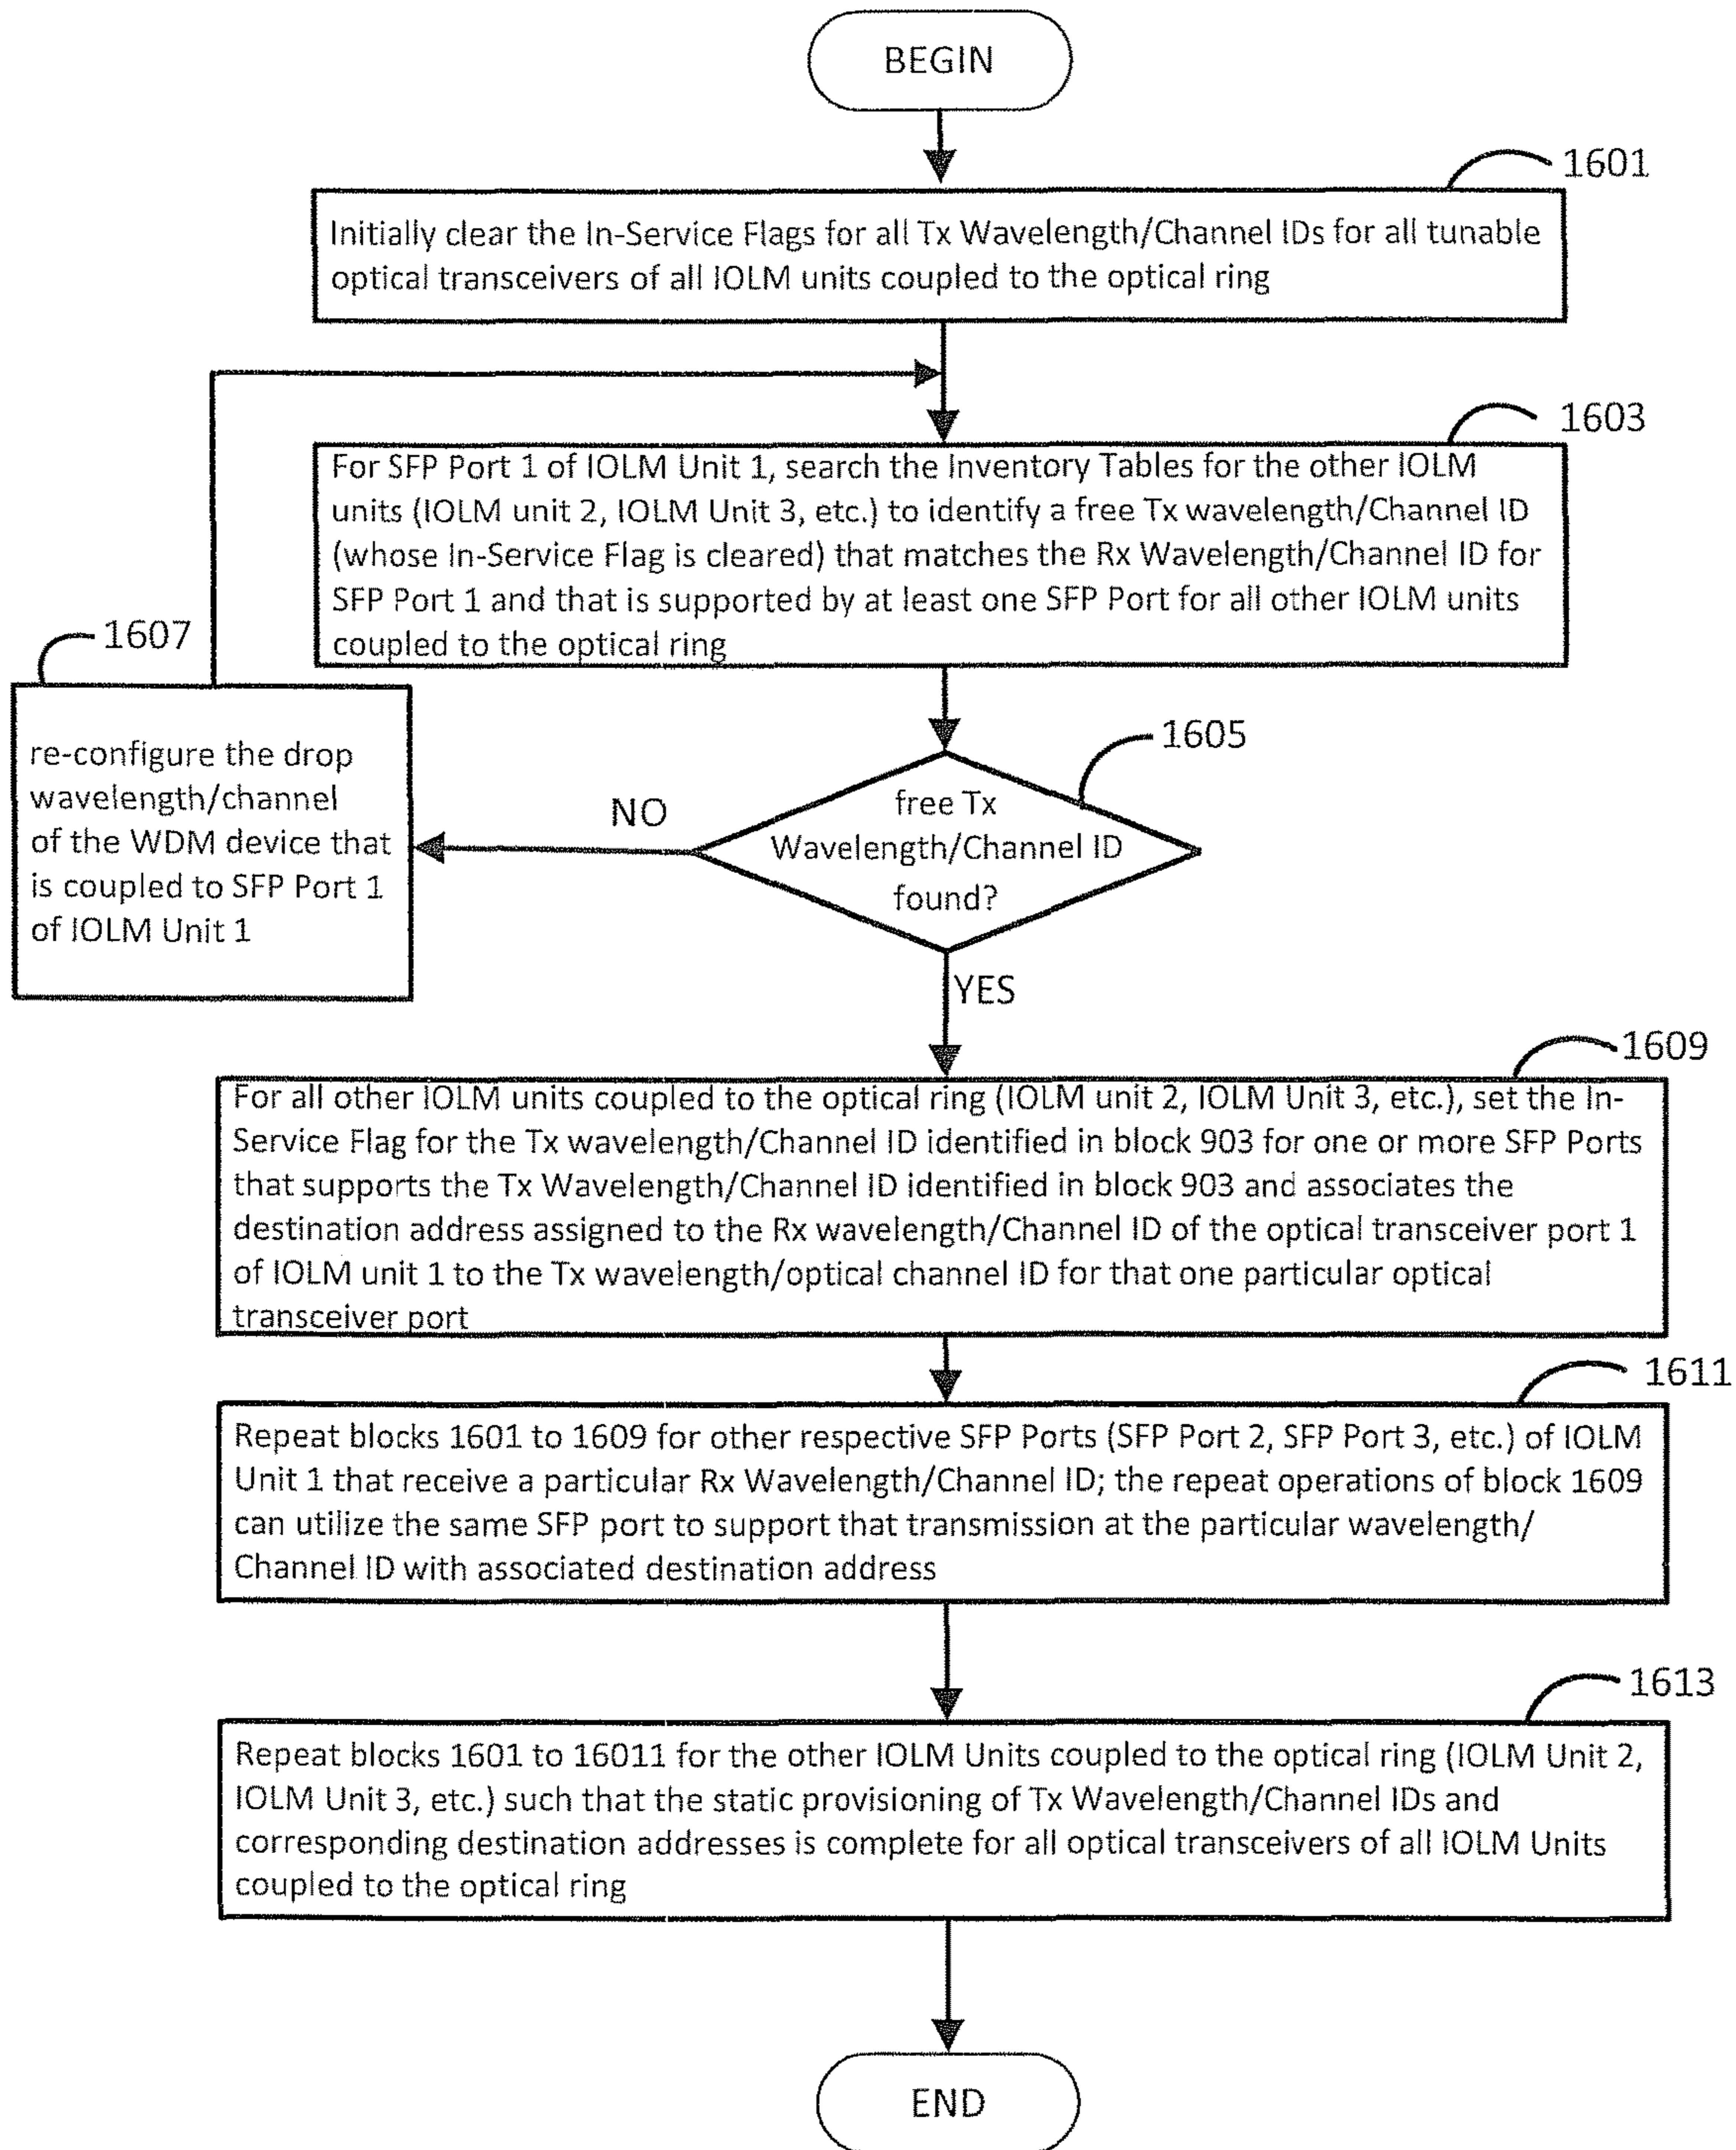 BEGIN
1601
Initially clear the In-Service Flags for all Tx Wavelength/Channel IDs for all tunable
optical transceivers of all IOLM units coupled to the optical ring
1603
For SFP Port 1 of IOLM Unit 1, search the Inventory Tables for the other IOLM
units (IOLM unit 2, IOLM Unit 3, etc.) to identify a free Tx wavelength/Channel ID
(whose In-Service Flag is cleared) that matches the Rx Wavelength/Channel ID for
SFP Port 1 and that is supported by at least one SFP Port for all other IOLM units
coupled to the optical ring
1607
re-configure the drop
wavelength/channel
of the WDM device that
is coupled to SFP Port 1
of IOLM Unit 1
1605
free Tx
Wavelength/Channel ID
found?
NO
YES
1609
For all other IOLM units coupled to the optical ring (IOLM unit 2, IOLM Unit 3, etc.), set the In-
Service Flag for the Tx wavelength/Channel ID identified in block 903 for one or more SFP Ports
that supports the Tx Wavelength/Channel ID identified in block 903 and associates the
destination address assigned to the Rx wavelength/Channel ID of the optical transceiver port 1
of IOLM unit 1 to the Tx wavelength/optical channel ID for that one particular optical
transceiver port
1611
Repeat blocks 1601 to 1609 for other respective SFP Ports (SFP Port 2, SFP Port 3, etc.) of IOLM
Unit 1 that receive a particular Rx Wavelength/Channel ID; the repeat operations of block 1609
can utilize the same SFP port to support that transmission at the particular wavelength/
Channel ID with associated destination address
1613
Repeat blocks 1601 to 16011 for the other IOLM Units coupled to the optical ring (IOLM Unit 2,
IOLM Unit 3, etc.) such that the static provisioning of Tx Wavelength/Channel IDs and
corresponding destination addresses is complete for all optical transceivers of all IOLM Units
coupled to the optical ring
END